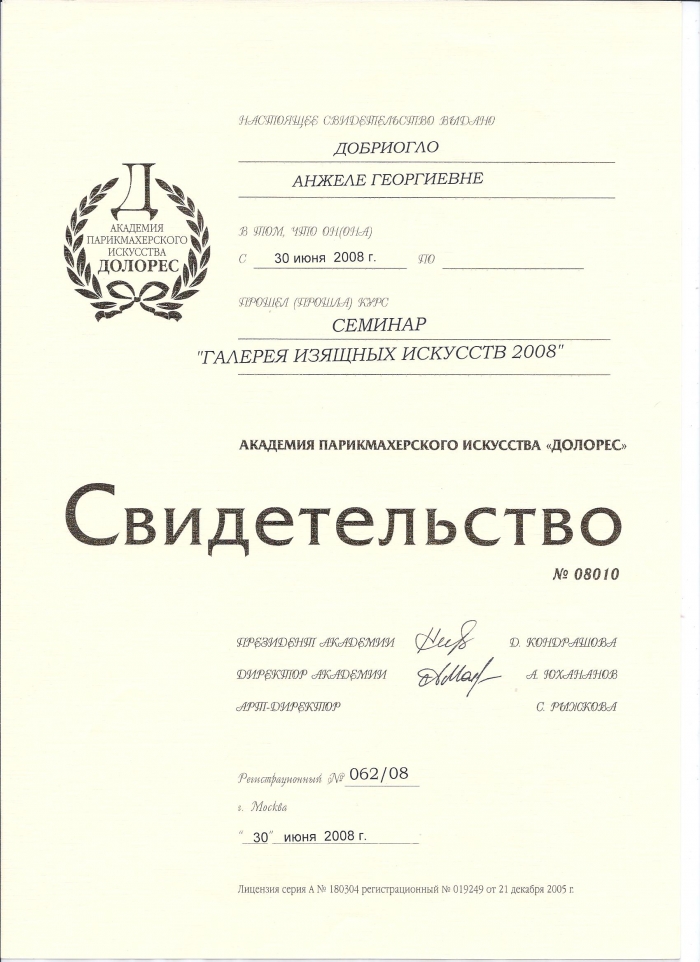 НАСТОЯЩЕЕ СВИДЕТЕЛЬСТВО ВЫДАНО
ДОБРИОГЛО
АНЖЕЛЕ ГЕОРГИЕВНЕ
Д
АКАДЕМИЯ
ПАРИКМАХЕРСКОГО
ИСКУССТВА
ДОЛОРЕС
В ТОМ, ЧТО ОН(ОНА)
С 30 июня 2008 г. ПО
ПРОШЕЛ (ПРОШЛА) КУРС
СЕМИНАР
"ГАЛЕРЕЯ ИЗЯЩНЫХ ИСКУССТВ 2008"
АКАДЕМИЯ ПАРИКМАХЕРСКОГО ИСКУССТВА «ДОЛОРЕС»
Свидетельство
№ 08010
ПРЕЗИДЕНТ АКАДЕМИИ Д. КОНДРАШОВА
ДИРЕКТОР АКАДЕМИИ А. ЮХАНАНОВ
АРТ-ДИРЕКТОР С. РЫЖКОВА
Регистрационный № 062/08
г. Москва
"30" июня 2008 г.
Лицензия серия А № 180304 регистрационный № 019249 от 21 декабря 2005 г.